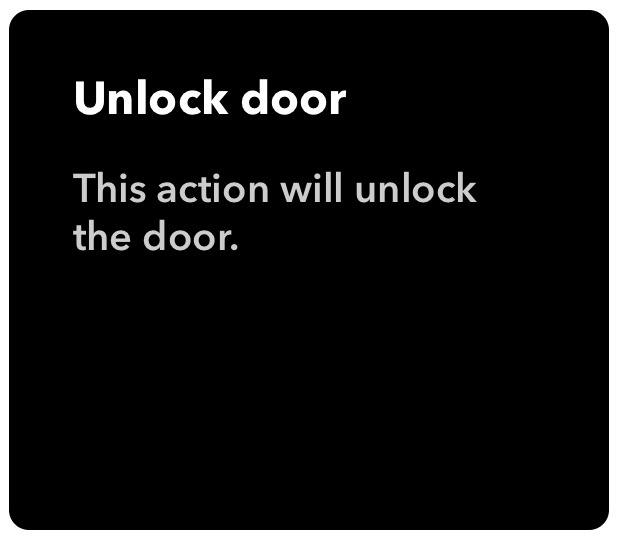 Unlock door
This action will unlock
the door.